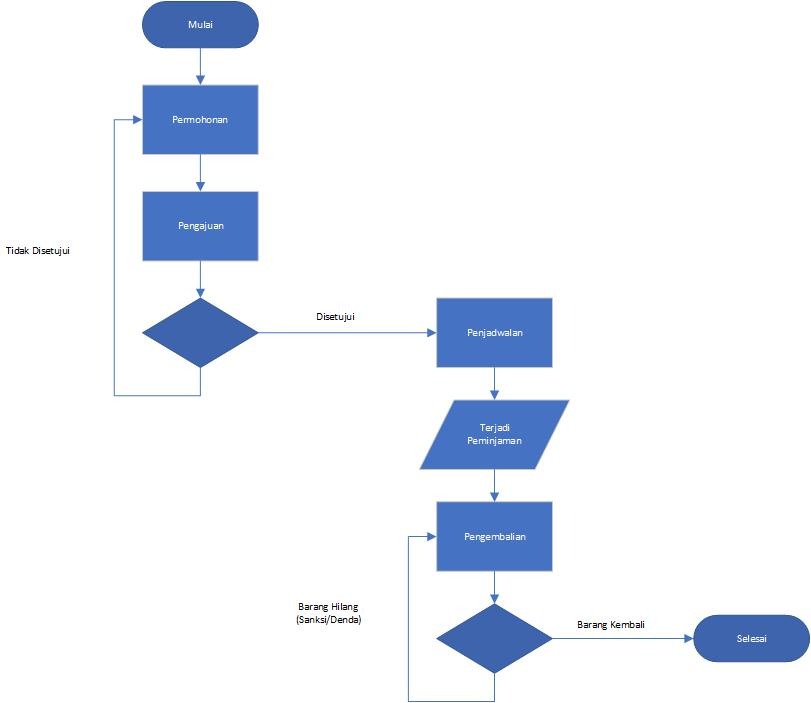 Mulai
Permohonan
Pengajuan
Tidak Disetujui
Disetujui
Penjadwalan
Terjadi
Peminjaman
Pengembalian
Barang Hilang
(Sanksi/Denda)
Barang Kembali
Selesai